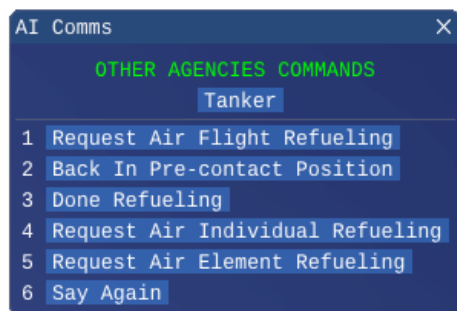 AI Comms
OTHER AGENCIES COMMANDS
Tanker
1 Request Air Flight Refueling
2 Back In Pre-contact Position
3 Done Refueling
4 Request Air Individual Refueling
5 Request Air Element Refueling
6 Say Again